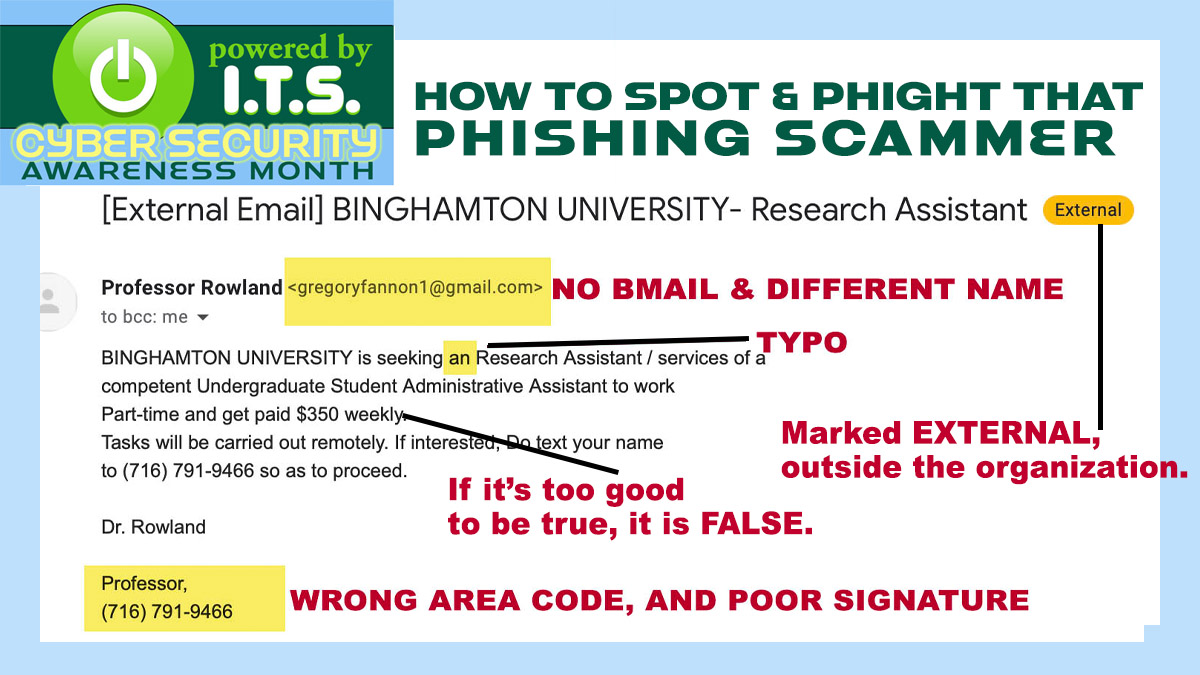 powered by
I.T.S.
CYBER SECURITY
AWARENESS MONTH
HOW TO SPOT & PHIGHT THAT
PHISHING SCAMMER
[External Email] BINGHAMTON UNIVERSITY- Research Assistant External
Professor Rowland <gregoryfannon1@gmail.com> NO BMAIL & DIFFERENT NAME
to bcc: me
TYPO
BINGHAMTON UNIVERSITY is seeking an Research Assistant / services of a
competent Undergraduate Student Administrative Assistant to work
Part-time and get paid $350 weekly.
Tasks will be carried out remotely. If interested, Do text your name
to (716) 791-9466 so as to proceed.
Marked EXTERNAL,
outside the organization.
If it's too good
to be true, it is FALSE.
Dr. Rowland
Professor,
(716) 791-9466
WRONG AREA CODE, AND POOR SIGNATURE